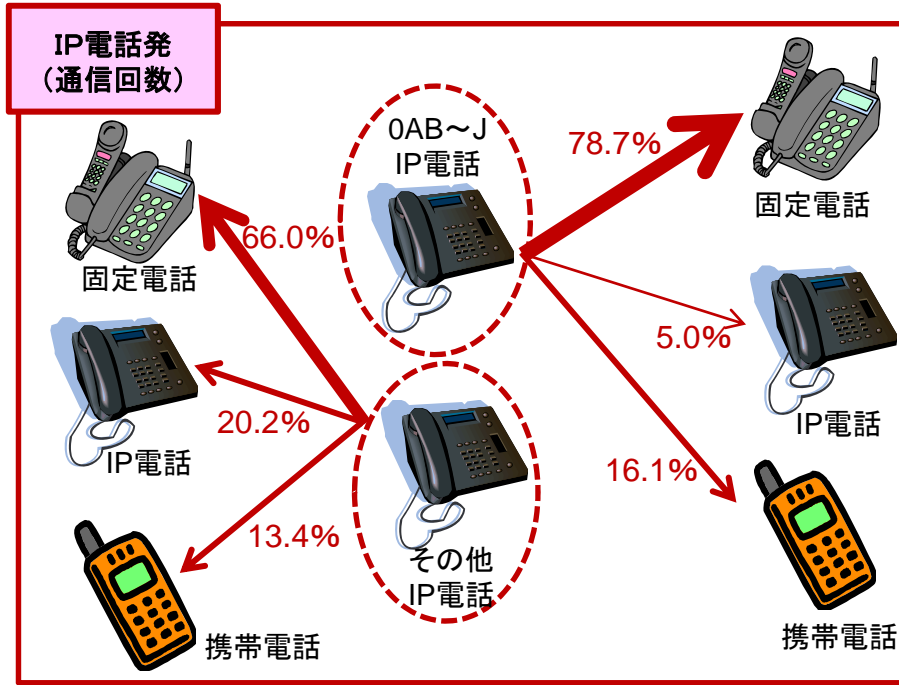 IP電話発
（通信回数）
0AB～J
IP電話
78.7%
固定電話
66.0%
固定電話
5.0%
IP電話
20.2%
IP電話
16.1%
13.4%
その他
IP電話
携帯電話
携帯電話